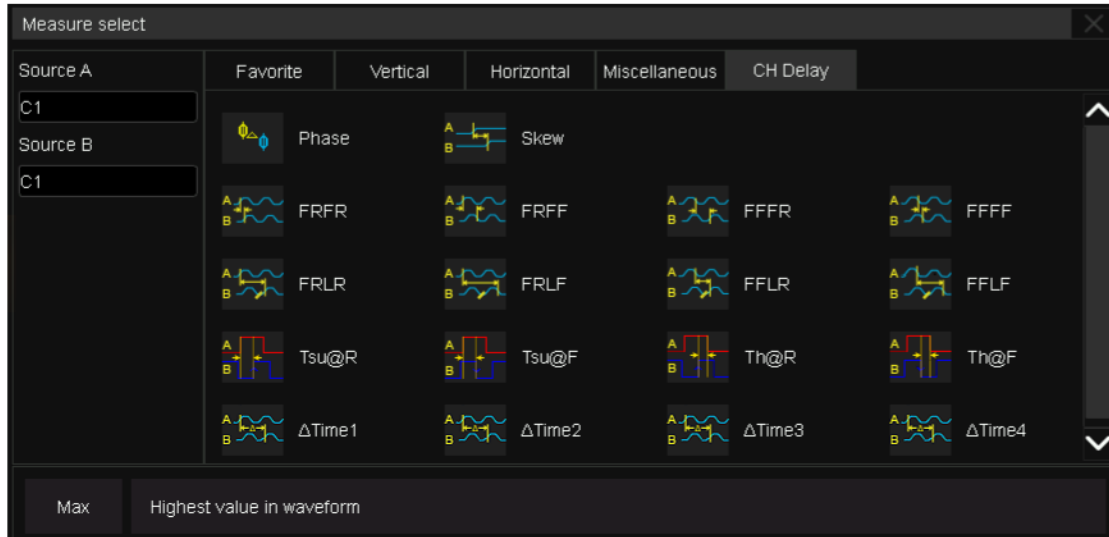 Measure select
Source A
C1
Source B
C1
Favorite Vertical Horizontal Miscellaneous CH Delay
Phase A B Skew
A B FRFR A B FRFF A B FFFR A B FFFF
A B FRLR A B FRLF A B FFLR A B FFLF
A B Tsu@R A B Tsu@F A B Th@R A B Th@F
A B ΔTime1 A B ΔTime2 A B ΔTime3 A B ΔTime4
Max Highest value in waveform